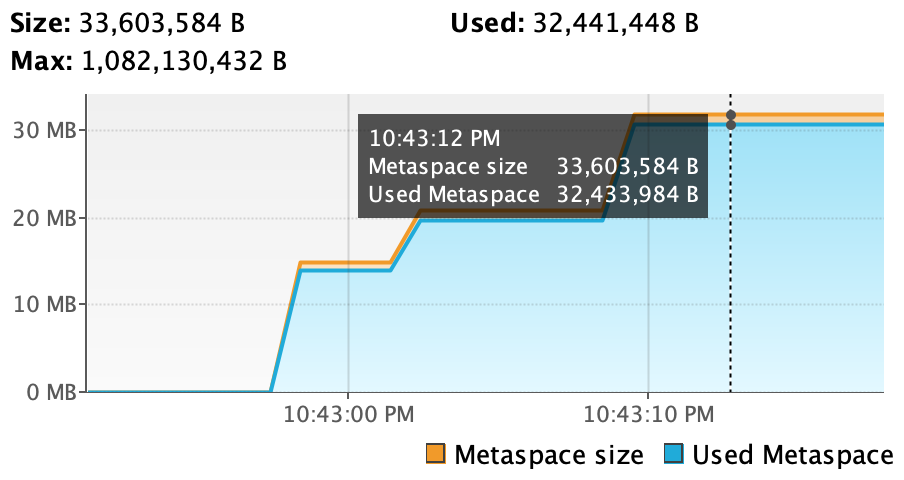 Size: 33,603,584 B Used: 32,441,448 B
Max: 1,082,130,432 B
30 MB
20 MB
10 MB
0 MB
10:43:12 PM
Metaspace size 33,603,584 B
Used Metaspace 32,433,984 B
10:43:00 PM 10:43:10 PM
Metaspace size Used Metaspace